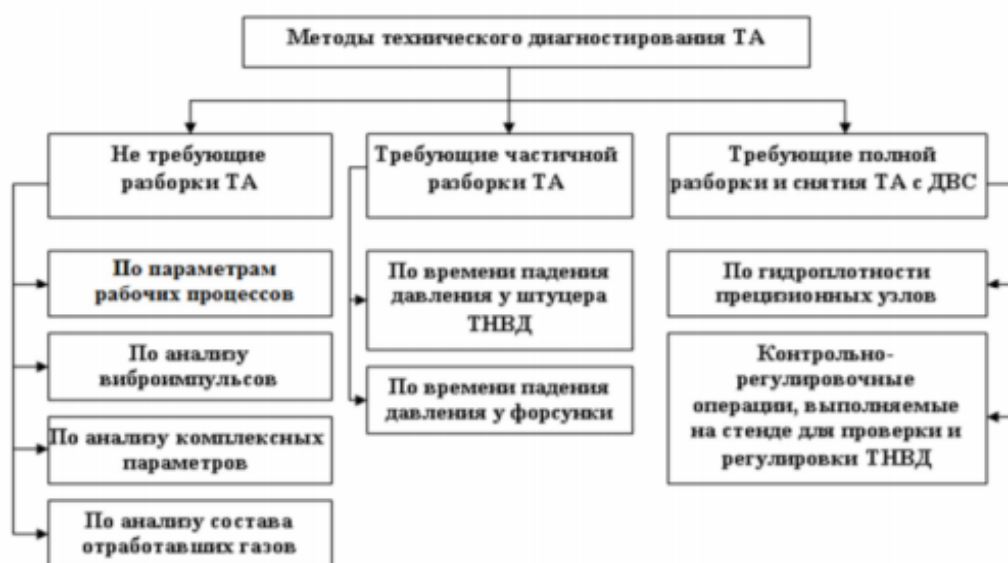 Методы технического диагностирования ТА
Не требующие
разборки ТА
По параметрам
рабочих процессов
По анализу
виброимпульсов
По анализу комплексных
параметров
По анализу состава
отработавших газов
Требующие частичной
разборки ТА
По времени падения
давления у штуцера
ТНВД
По времени падения
давления у форсунки
Требующие полной
разборки и снятия ТА с ДВС
По гидроплотности
прецизионных узлов
Контрольно-
регулировочные
операции, выполняемые
на стенде для проверки и
регулировки ТНВД